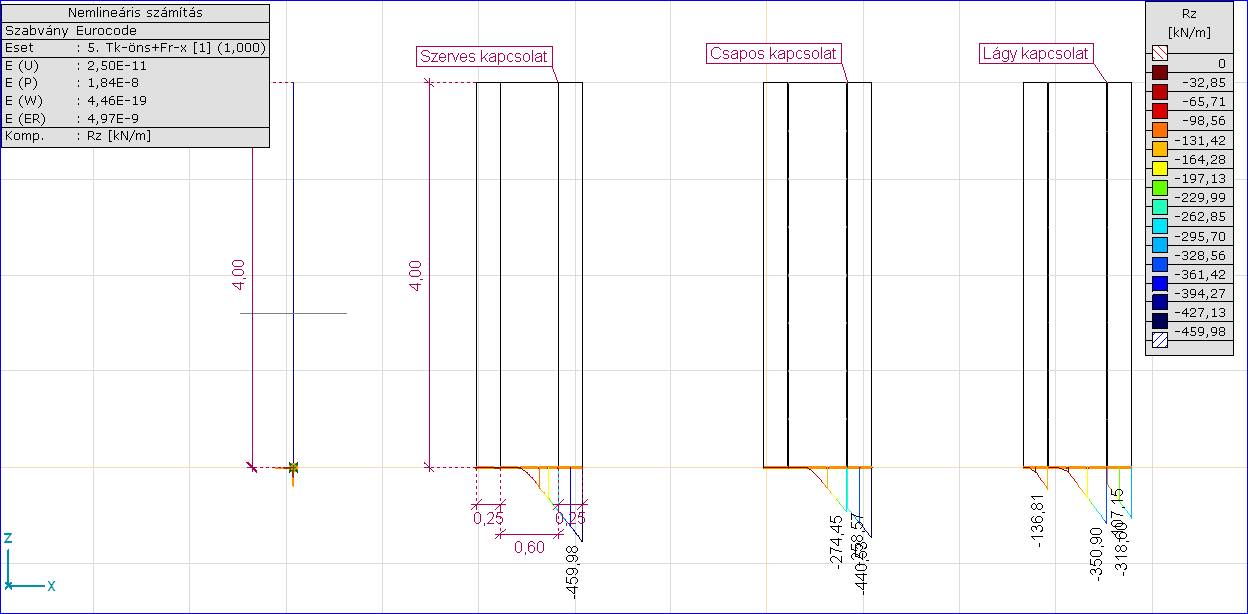 Nemlineáris számítás
Szabvány Eurocode
Eset : 5. Tk-öns+Fr-x [1] (1,000)
E (U) : 2,50E-11
E (P) : 1,84E-8
E (W) : 4,46E-19
E (ER) : 4,97E-9
Komp. : Rz [kN/m]
Szerves kapcsolat
Csapos kapcsolat
Lágy kapcsolat
Rz
[kN/m]
0
-32,85
-65,71
-98,56
-131,42
-164,28
-197,13
-229,99
-262,85
-295,70
-328,56
-361,42
-394,27
-427,13
-459,98
4,00
4,00
0,25
0,25
0,60
-459,98
-274,45
-136,81
-350,90
Z
X